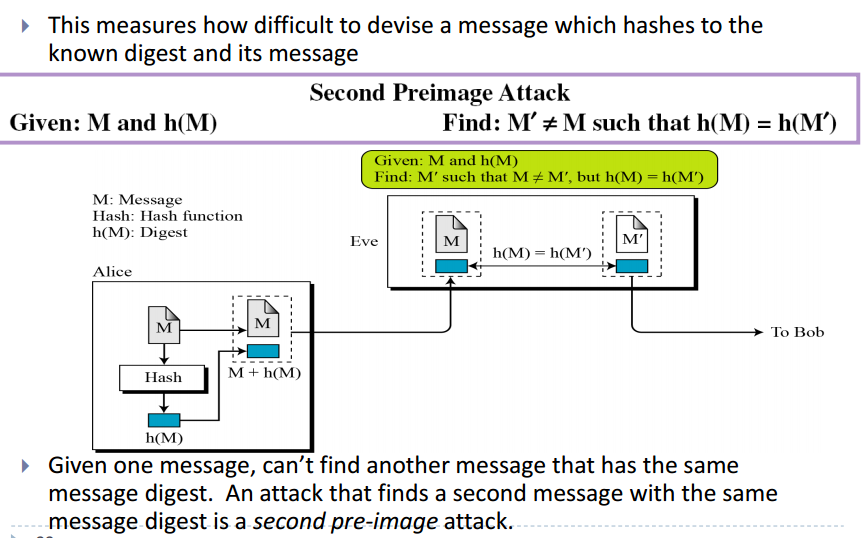 This measures how difficult to devise a message which hashes to the
known digest and its message
Second Preimage Attack
Given: M and h(M)
Find: M′ ≠ M such that h(M) = h(M′)
Given: M and h(M)
Find: M′ such that M ≠ M′, but h(M) = h(M′)
M: Message
Hash: Hash function
h(M): Digest
Eve
M
M′
h(M) = h(M′)
Alice
M
M
To Bob
Hash
M + h(M)
h(M)
Given one message, can’t find another message that has the same
message digest. An attack that finds a second message with the same
message digest is a second pre-image attack.